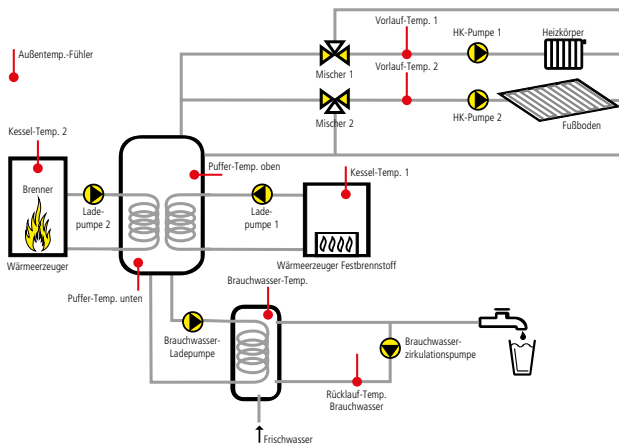 Vorlauf-Temp. 1
HK-Pumpe 1
Heizkörper
Außentemp.-Fühler
Mischer 1
Vorlauf-Temp. 2
Mischer 2
HK-Pumpe 2
Fußboden
Kessel-Temp. 2
Puffer-Temp. oben
Kessel-Temp. 1
Brenner
Lade-
pumpe 2
Lade-
pumpe 1
Wärmeerzeuger
Wärmeerzeuger Festbrennstoff
Brauchwasser-Temp.
Puffer-Temp. unten
Brauchwasser-
Ladepumpe
Brauchwasser-
zirkulationspumpe
Rücklauf-Temp.
Brauchwasser
Frischwasser